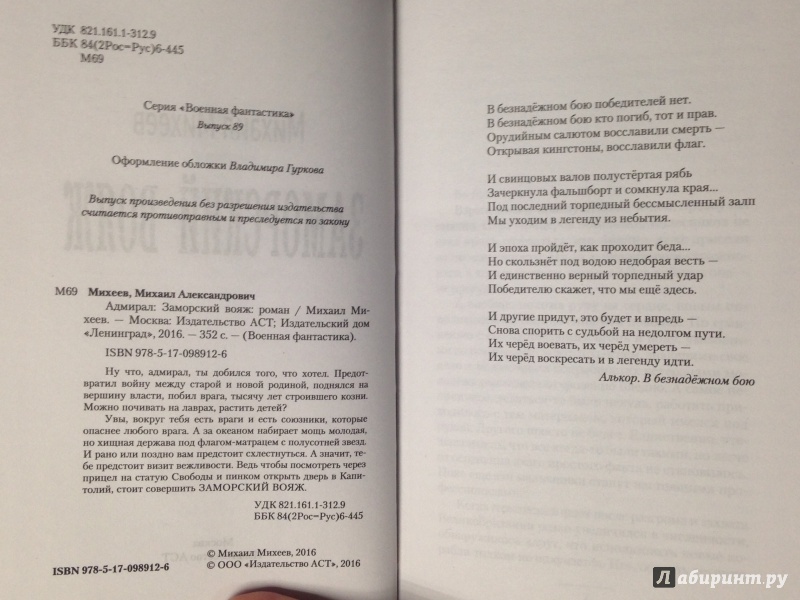 УДК 821.161.1-312.9
ББК 84(2Рос=Рус)6-445
М69
Серия «Военная фантастика»
Выпуск 89
Оформление обложки Владимира Гуркова
Выпуск произведения без разрешения издательства
считается противоправным и преследуется по закону
М69 Михеев, Михаил Александрович
Адмирал: Заморский вояж: роман / Михаил Ми-
хеев. — Москва: Издательство АСТ; Издательский дом
«Ленинград», 2016. — 352 с. — (Военная фантастика).
ISBN 978-5-17-098912-6
Ну что, адмирал, ты добился того, что хотел. Предот-
вратил войну между старой и новой родиной, поднялся на
вершину власти, побил врага, тысячу лет строившего козни.
Можно почивать на лаврах, растить детей?
Увы, вокруг тебя есть враги и есть союзники, которые
опаснее любого врага. А за океаном набирает мощь молодая,
но хищная держава под флагом-матрацем с полусотней звезд.
И рано или поздно вам предстоит схлестнуться. А значит, те-
бе предстоит визит вежливости. Ведь чтобы посмотреть через
прицел на статую Свободы и пинком открыть дверь в Капи-
толий, стоит совершить ЗАМОРСКИЙ ВОЯЖ.
УДК 821.161.1-312.9
ББК 84(2Рос=Рус)6-445
© Михаил Михеев, 2016
ISBN 978-5-17-098912-6 © ООО «Издательство АСТ», 2016
В безнадёжном бою победителей нет.
В безнадёжном бою кто погиб, тот и прав.
Орудийным салютом восславили смерть —
Открывая кингстоны, восславили флаг.
И свинцовых валов полустёртая рябь
Зачеркнула фальшборт и сомкнула края...
Под последний торпедный бессмысленный залп
Мы уходим в легенду из небытия.
И эпоха пройдёт, как проходит беда...
Но скользнёт под водою недобрая весть —
И единственно верный торпедный удар
Победителю скажет, что мы ещё здесь.
И другие придут, это будет и впредь —
Снова спорить с судьбой на недолгом пути.
Их черёд воевать, их черёд умереть —
Их черёд воскресать и в легенду идти.
Алькор. В безнадёжном бою
Лабиринт.ру